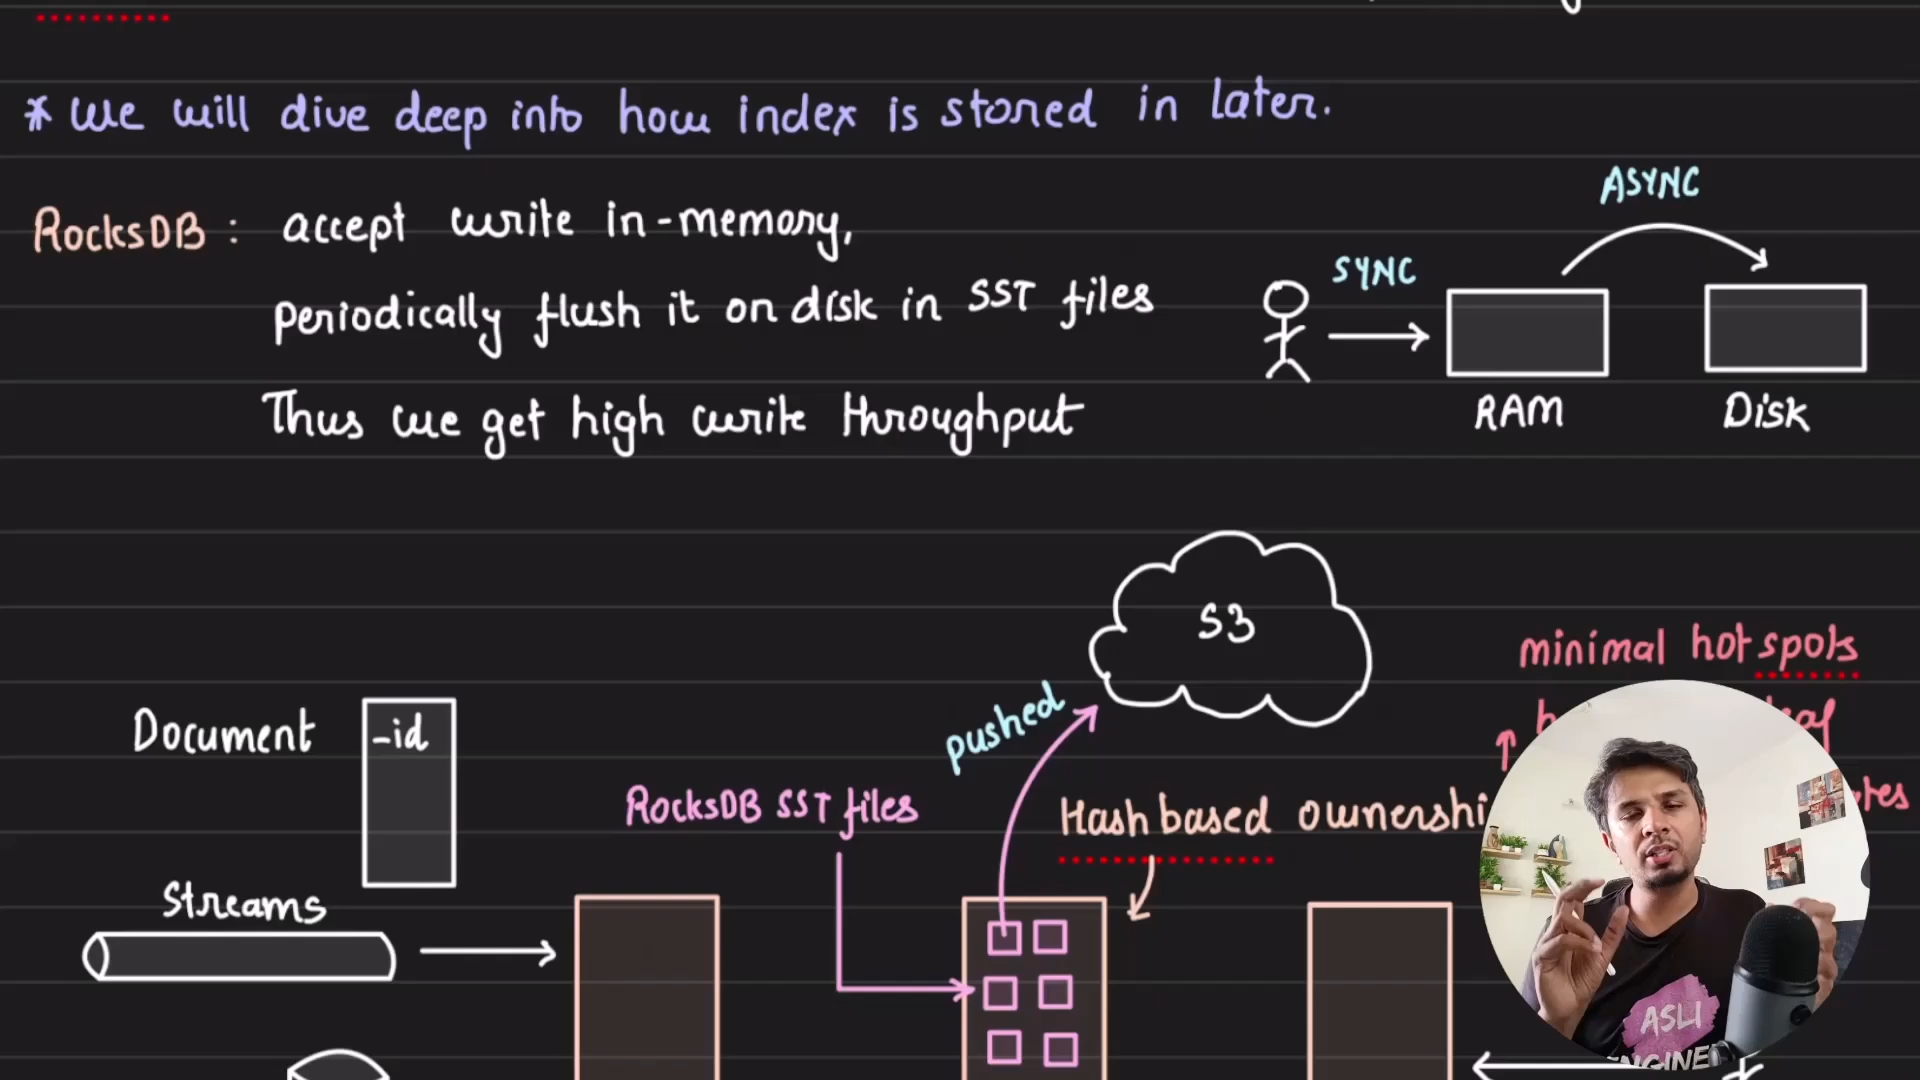 * We will dive deep into how index is stored in later.
ASYNC
RocksDB : accept write in-memory,
SYNC
periodically flush it on disk in SST files
Thus we get high write throughput
RAM
Disk
S3
minimal hot spots
pushed
Document
-id
RocksDB SST files
Hash based ownershi
Streams
ASLI
ENGINE